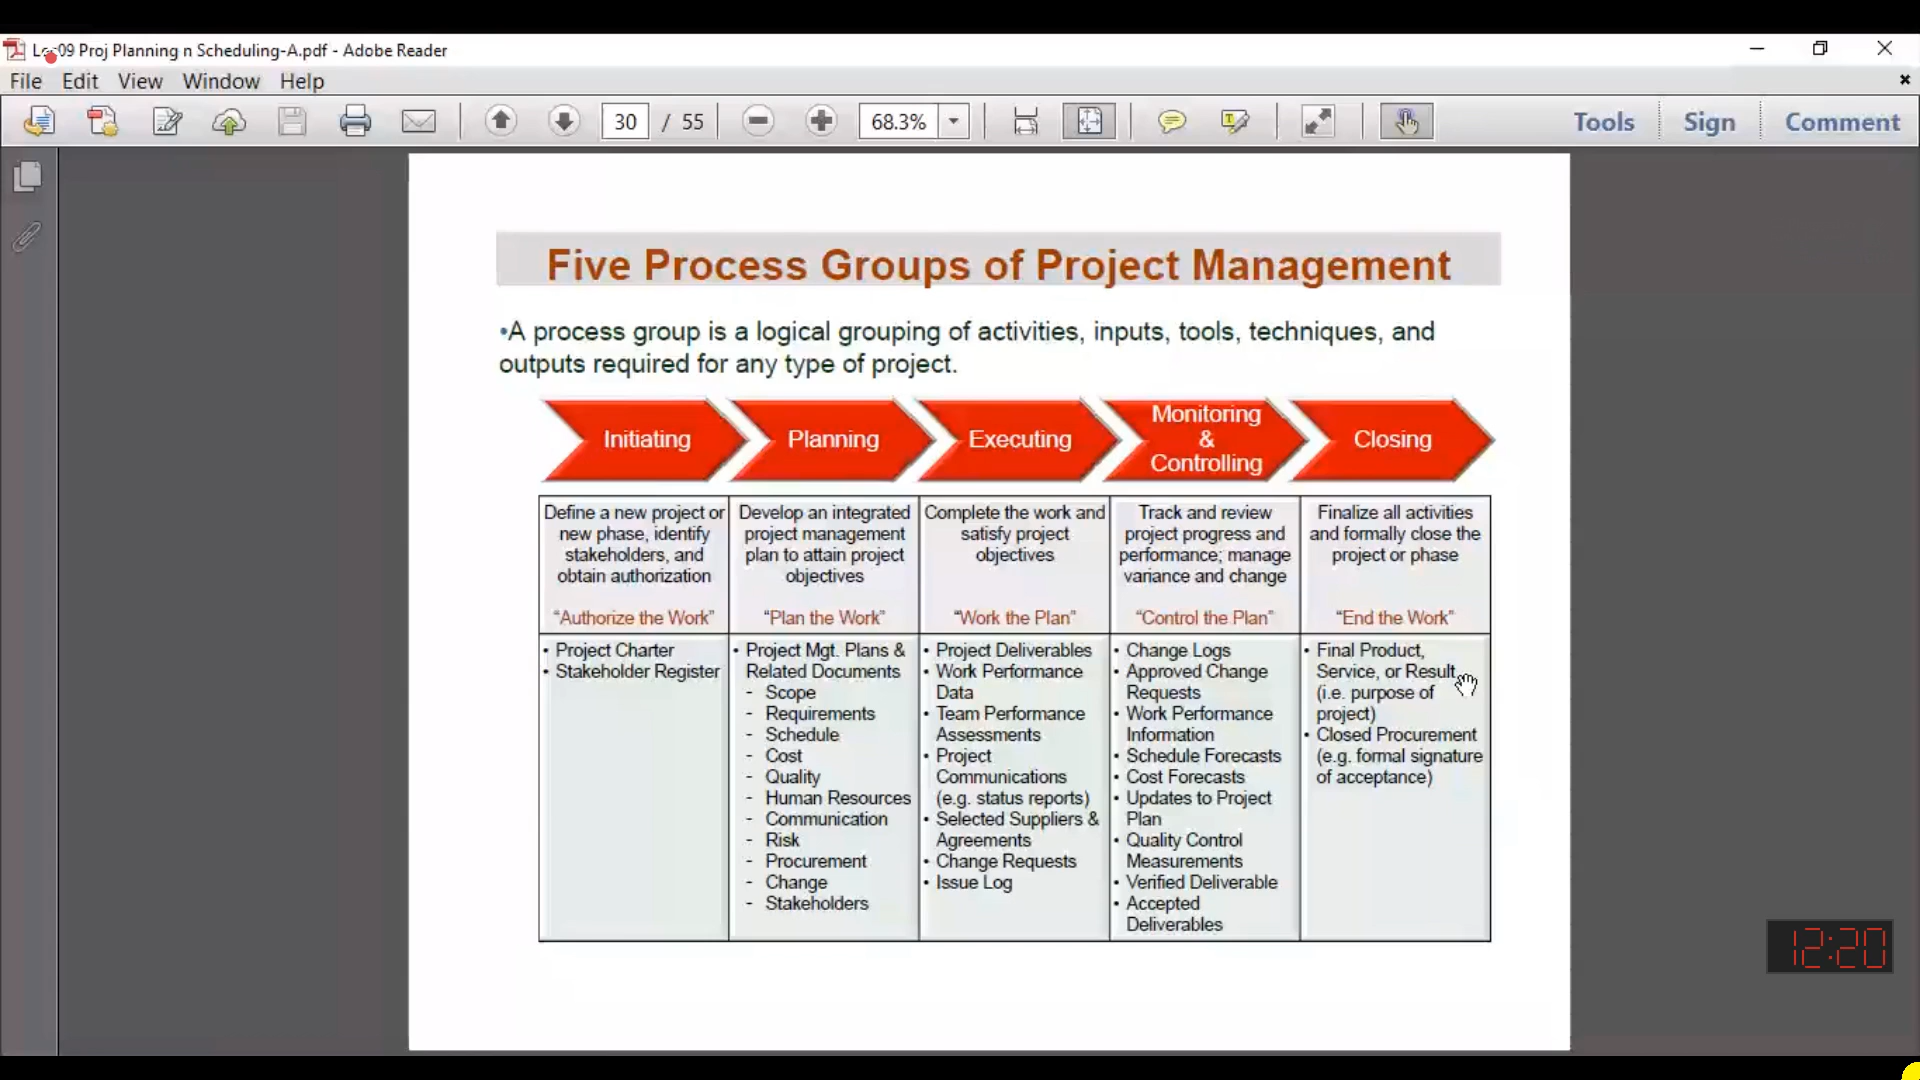 Lec09 Proj Planning n Scheduling-A.pdf - Adobe Reader
File Edit View Window Help
30 / 55 68.3% Tools Sign Comment
Five Process Groups of Project Management
•A process group is a logical grouping of activities, inputs, tools, techniques, and
outputs required for any type of project.
Initiating
Planning
Executing
Monitoring
&
Controlling
Closing
Define a new project or
new phase, identify
stakeholders, and
obtain authorization
“Authorize the Work”
Develop an integrated
project management
plan to attain project
objectives
“Plan the Work”
Complete the work and
satisfy project
objectives
“Work the Plan”
Track and review
project progress and
performance; manage
variance and change
“Control the Plan”
Finalize all activities
and formally close the
project or phase
“End the Work”
• Project Charter
• Stakeholder Register
• Project Mgt. Plans &
Related Documents
- Scope
- Requirements
- Schedule
- Cost
- Quality
- Human Resources
- Communication
- Risk
- Procurement
- Change
- Stakeholders
• Project Deliverables
• Work Performance
Data
• Team Performance
Assessments
• Project
Communications
(e.g. status reports)
• Selected Suppliers &
Agreements
• Change Requests
• Issue Log
• Change Logs
• Approved Change
Requests
• Work Performance
Information
• Schedule Forecasts
• Cost Forecasts
• Updates to Project
Plan
• Quality Control
Measurements
• Verified Deliverable
• Accepted
Deliverables
• Final Product,
Service, or Result
(i.e. purpose of
project)
• Closed Procurement
(e.g. formal signature
of acceptance)
12:20